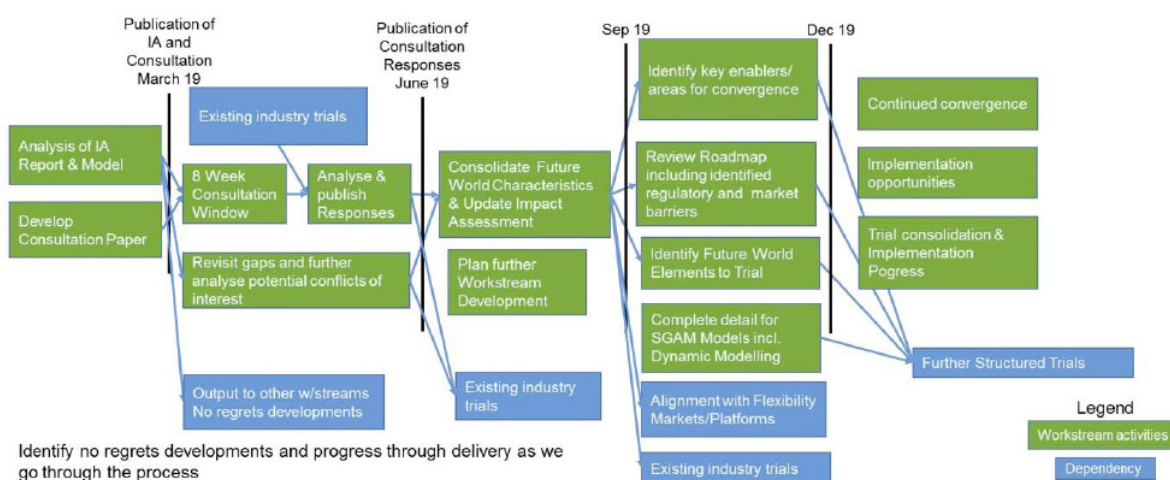 Publication of
IA and
Consultation
March 19
Publication of
Consultation
Responses
June 19
Sep 19
Dec 19
Existing industry trials
Analysis of IA
Report & Model
Develop
Consultation Paper
8 Week
Consultation
Window
Analyse &
publish
Responses
Revisit gaps and further
analyse potential conflicts of
interest
Output to other w/streams
No regrets developments
Consolidate Future
World Characteristics
& Update Impact
Assessment
Plan further
Workstream
Development
Existing industry
trials
Identify key enablers/
areas for convergence
Review Roadmap
including identified
regulatory and market
barriers
Identify Future World
Elements to Trial
Complete detail for
SGAM Models incl.
Dynamic Modelling
Alignment with Flexibility
Markets/Platforms
Existing industry trials
Continued convergence
Implementation
opportunities
Trial consolidation &
Implementation
Pogress
Further Structured Trials
Legend
Workstream activities
Dependency
Identify no regrets developments and progress through delivery as we
go through the process